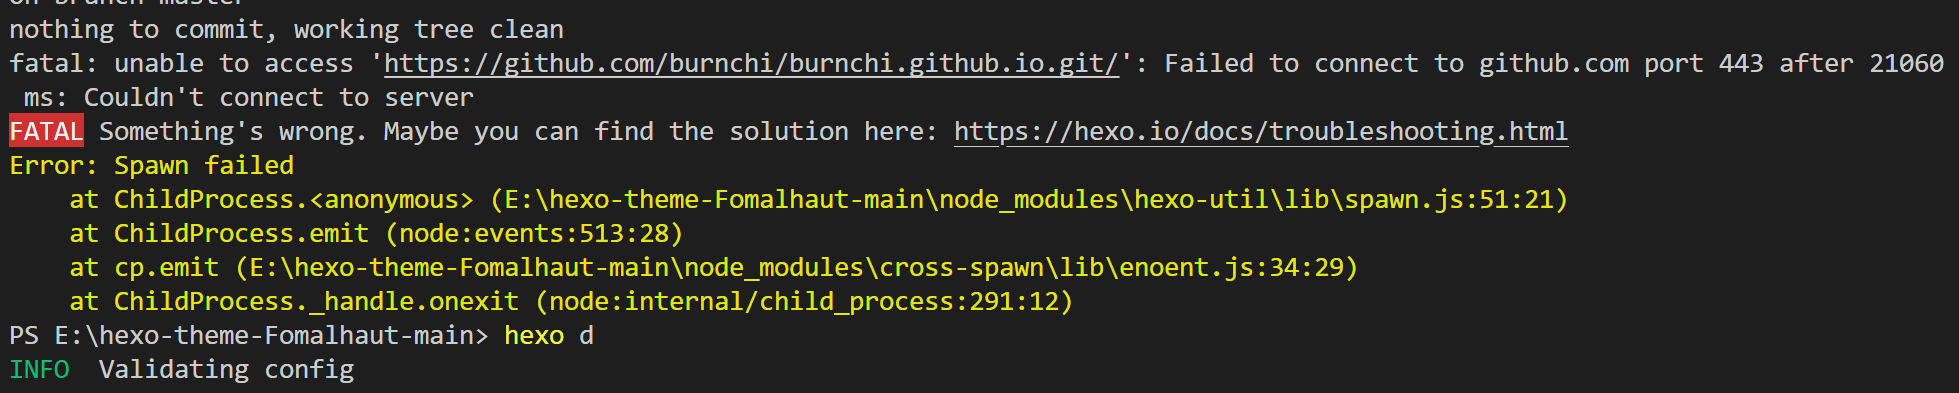 on branch master
nothing to commit, working tree clean
fatal: unable to access 'https://github.com/burnchi/burnchi.github.io.git/': Failed to connect to github.com port 443 after 21060
 ms: Couldn't connect to server
FATAL Something's wrong. Maybe you can find the solution here: https://hexo.io/docs/troubleshooting.html
Error: Spawn failed
    at ChildProcess.<anonymous> (E:\hexo-theme-Fomalhaut-main\node_modules\hexo-util\lib\spawn.js:51:21)
    at ChildProcess.emit (node:events:513:28)
    at cp.emit (E:\hexo-theme-Fomalhaut-main\node_modules\cross-spawn\lib\enoent.js:34:29)
    at ChildProcess._handle.onexit (node:internal/child_process:291:12)
PS E:\hexo-theme-Fomalhaut-main> hexo d
INFO  Validating config